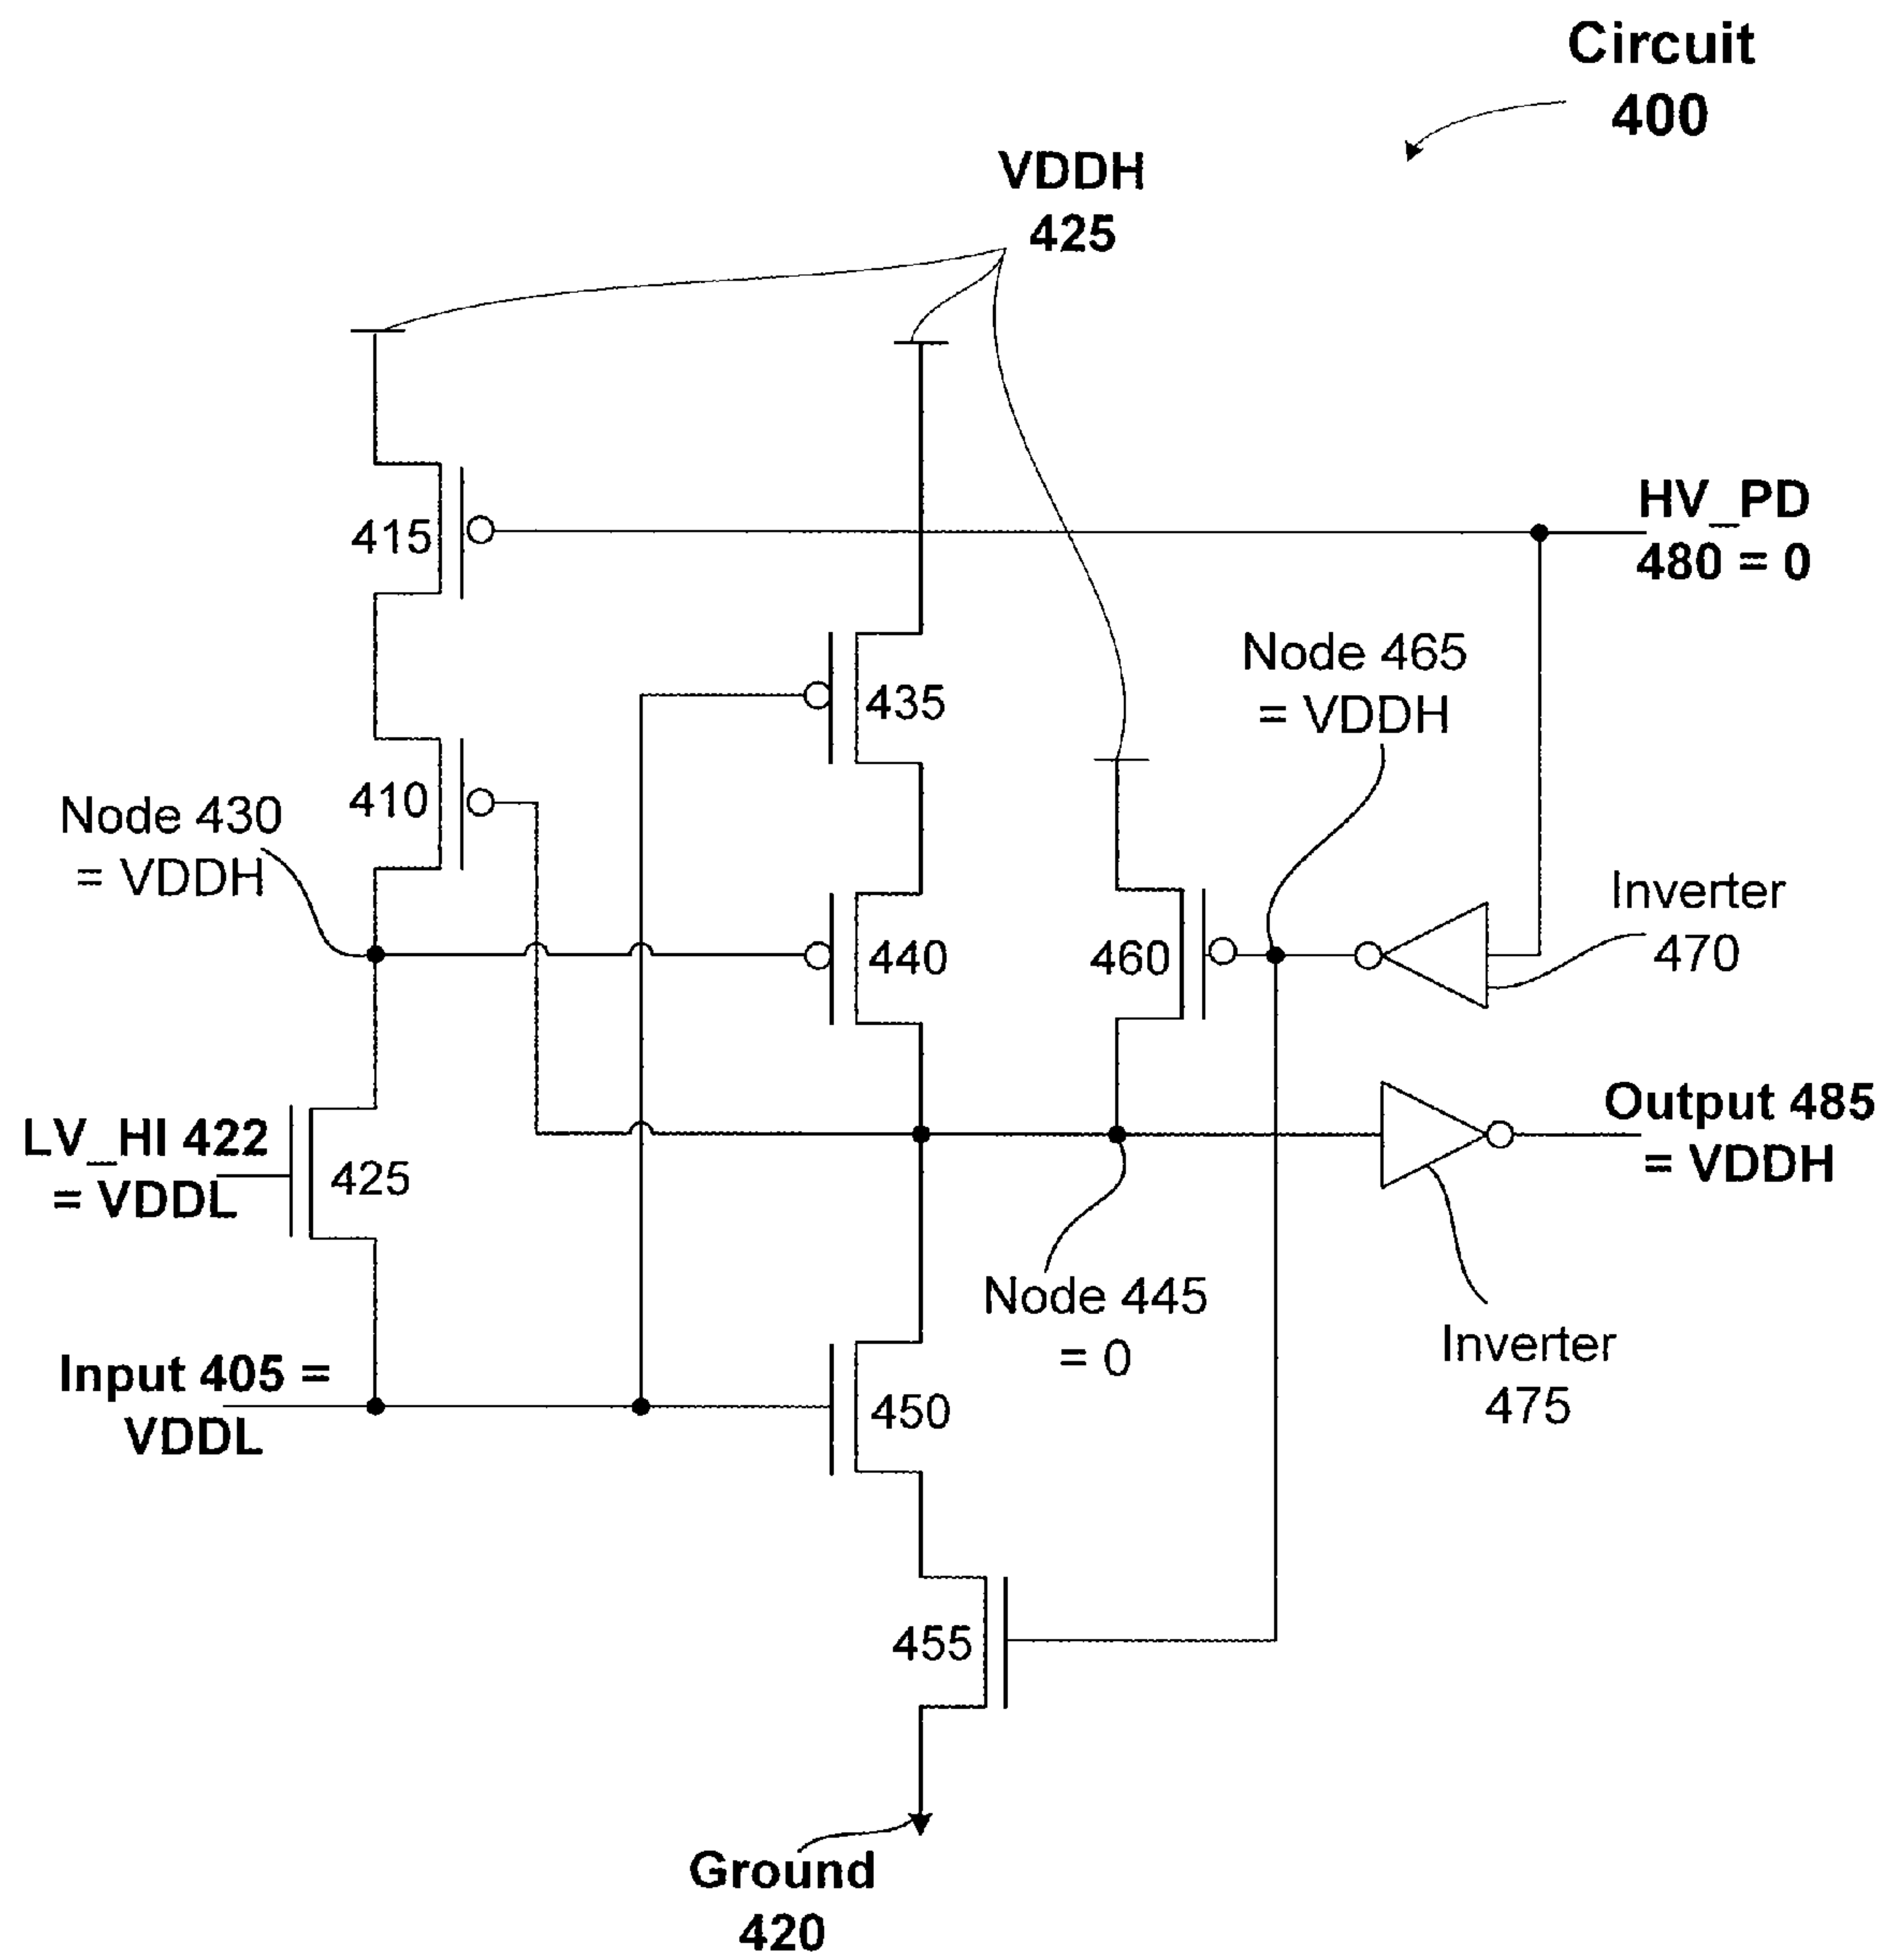 Circuit
400
VDDH
425
HV_PD
480 = 0
415
Node 465
= VDDH
435
410
Node 430
= VDDH
Inverter
470
440
460
LV_HI 422
= VDDL
425
Output 485
= VDDH
Node 445
= 0
Inverter
475
Input 405 =
VDDL
450
455
Ground
420